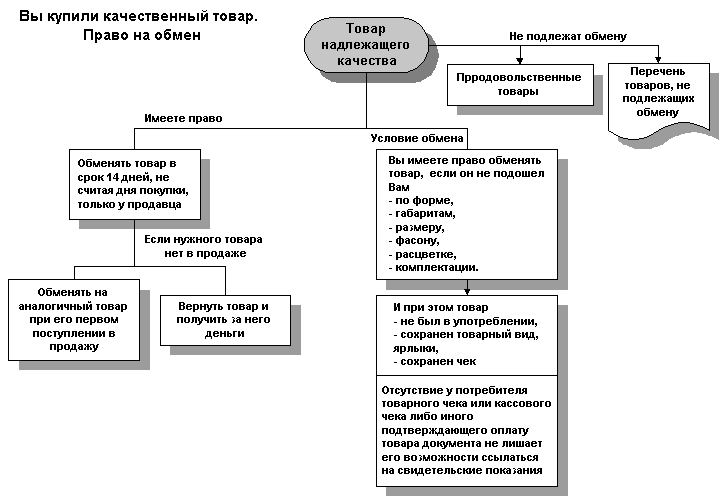 Вы купили качественный товар.
Право на обмен
Товар
надлежащего
качества
Не подлежат обмену
Прродовольственные
товары
Перечень
товаров, не
подлежащих
обмену
Имеете право
Обменять товар в
срок 14 дней, не
считая дня покупки,
только у продавца
Если нужного товара
нет в продаже
Обменять на
аналогичный товар
при его первом
поступлении в
продажу
Вернуть товар и
получить за него
деньги
Условие обмена
Вы имеете право обменять
товар, если он не подошел
Вам
- по форме,
- габаритам,
- размеру,
- фасону,
- расцветке,
- комплектации.
И при этом товар
- не был в употреблении,
- сохранен товарный вид,
ярлыки,
- сохранен чек
Отсутствие у потребителя
товарного чека или кассового
чека либо иного
подтверждающего оплату
товара документа не лишает
его возможности ссылаться
на свидетельские показания